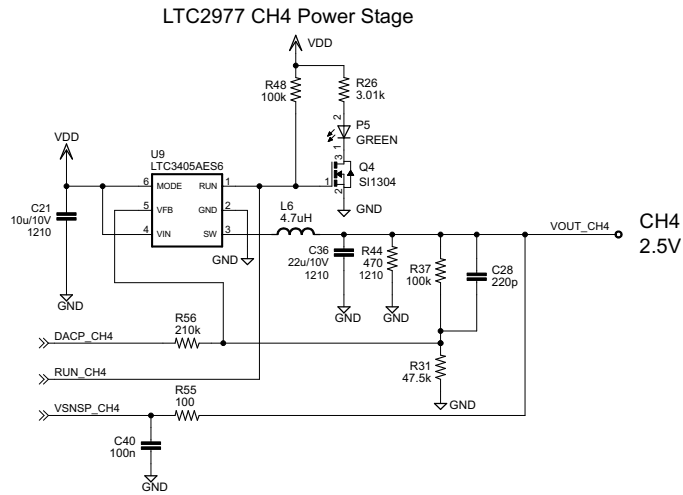 LTC2977 CH4 Power Stage
VDD
R48
100k
R26
3.01k
2
P5
GREEN
1
3
Q4
SI1304
1
2
GND
VDD
U9
LTC3405AES6
6 MODE RUN 1
5 VFB GND 2
4 VIN SW 3
C21
10u/10V
1210
GND
GND
L6
4.7uH
VOUT_CH4
CH4
2.5V
C36
22u/10V
1210
GND
R44
470
1210
GND
R37
100k
C28
220p
R56
210k
DACP_CH4
R31
47.5k
GND
RUN_CH4
R55
100
VSNSP_CH4
C40
100n
GND